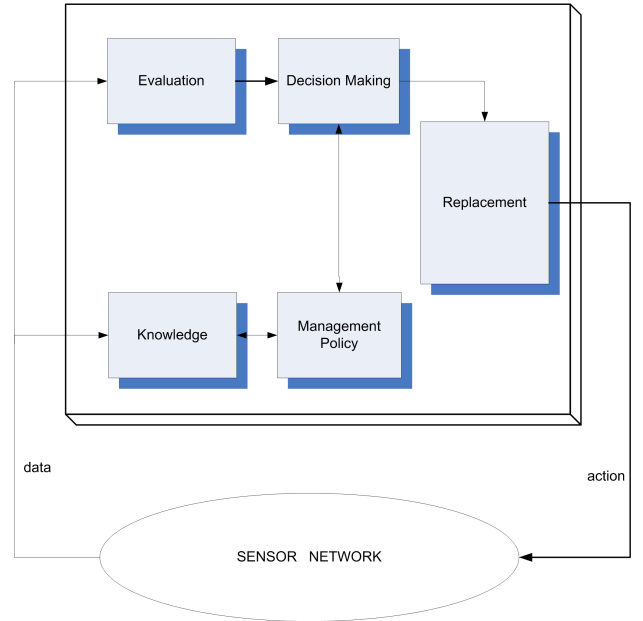 Evaluation
Decision Making
Replacement
Knowledge
Management
Policy
data
action
SENSOR NETWORK